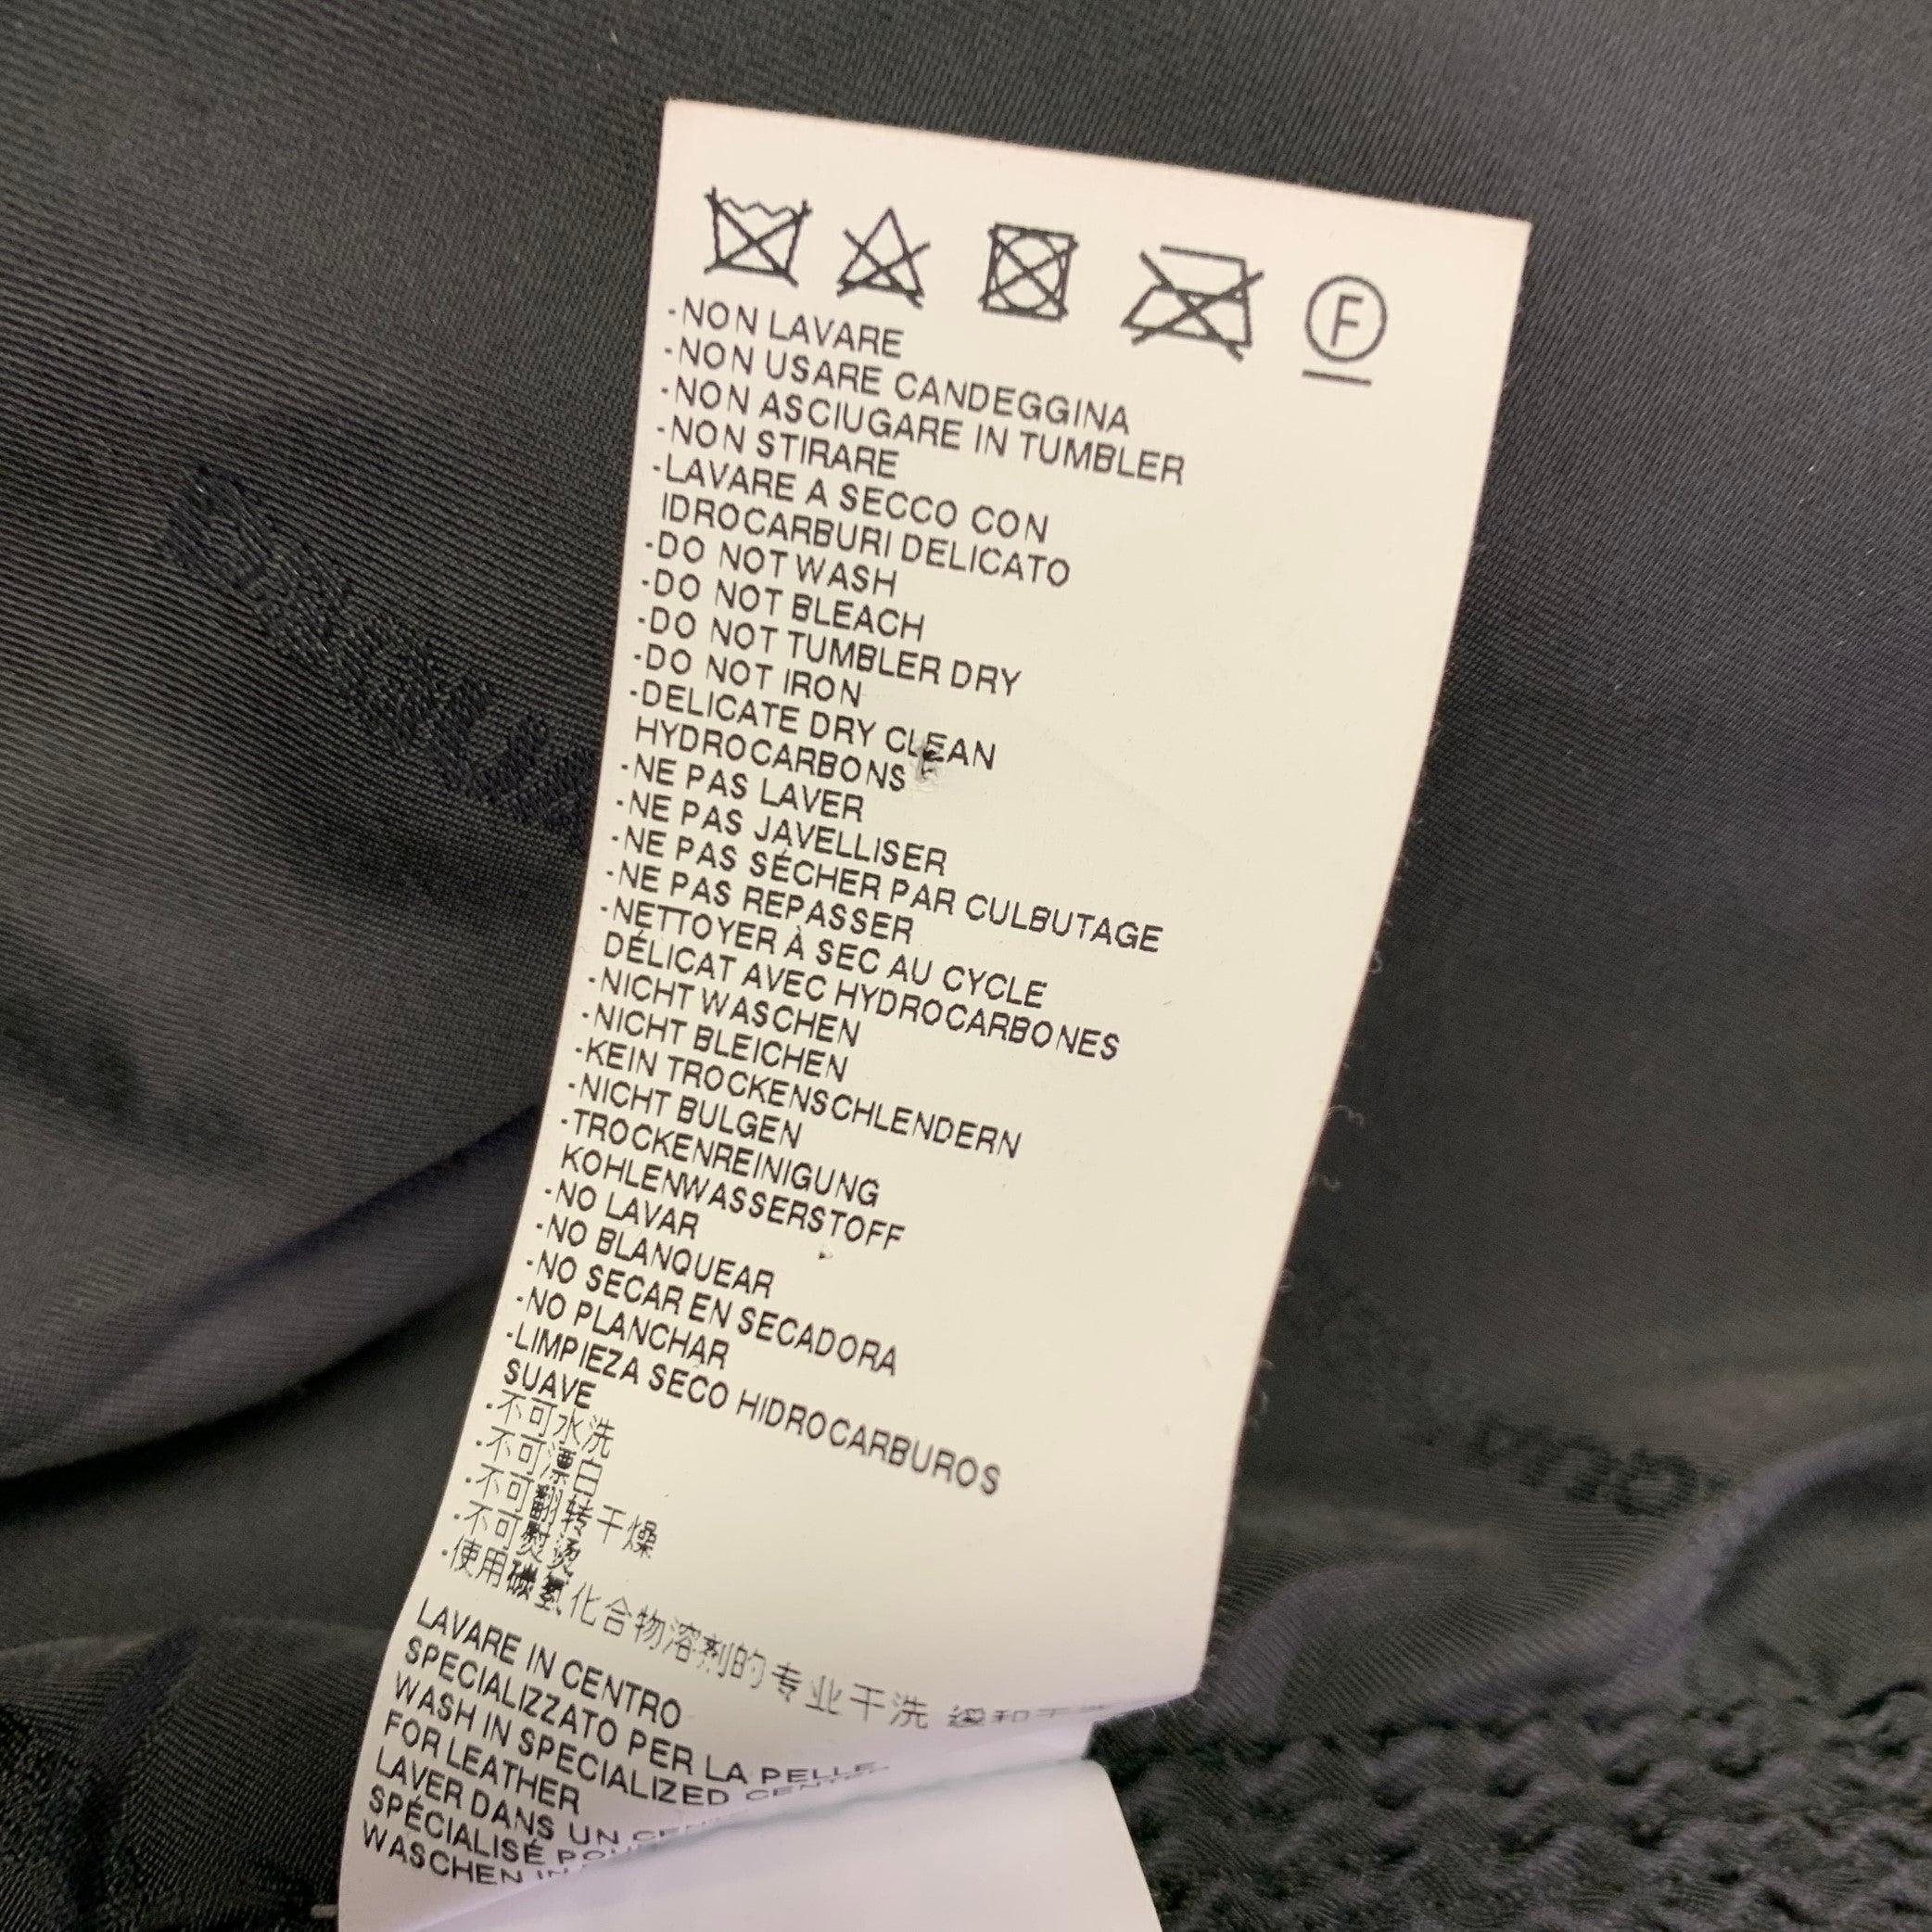 F
-NON LAVARE
-NON USARE CANDEGGINA
-NON ASCIUGARE IN TUMBLER
-NON STIRARE
-LAVARE A SECCO CON
IDROCARBURI DELICATO
-DO NOT WASH
-DO NOT BLEACH
-DO NOT TUMBLER DRY
-DO NOT IRON
-DELICATE DRY CLEAN
HYDROCARBONS
-NE PAS LAVER
-NE PAS JAVELLISER
-NE PAS SÉCHER PAR CULBUTAGE
-NE PAS REPASSER
-NETTOYER À SEC AU CYCLE
DÉLICAT AVEC HYDROCARBONES
-NICHT WASCHEN
-NICHT BLEICHEN
-KEIN TROCKENSCHLENDERN
-NICHT BULGEN
-TROCKENREINIGUNG
KOHLENWASSERSTOFF
-NO LAVAR
-NO BLANQUEAR
-NO SECAR EN SECADORA
-NO PLANCHAR
-LIMPIEZA SECO HIDROCARBUROS
SUAVE
-不可水洗
-不可漂白
-不可翻转干燥
-不可熨烫
-使用碳氢化合物溶剂的专业干洗 缓和
LAVARE IN CENTRO
SPECIALIZZATO PER LA PELLE
WASH IN SPECIALIZED CENTER
FOR LEATHER
LAVER DANS UN
SPÉCIALISÉ
WASCHEN IN